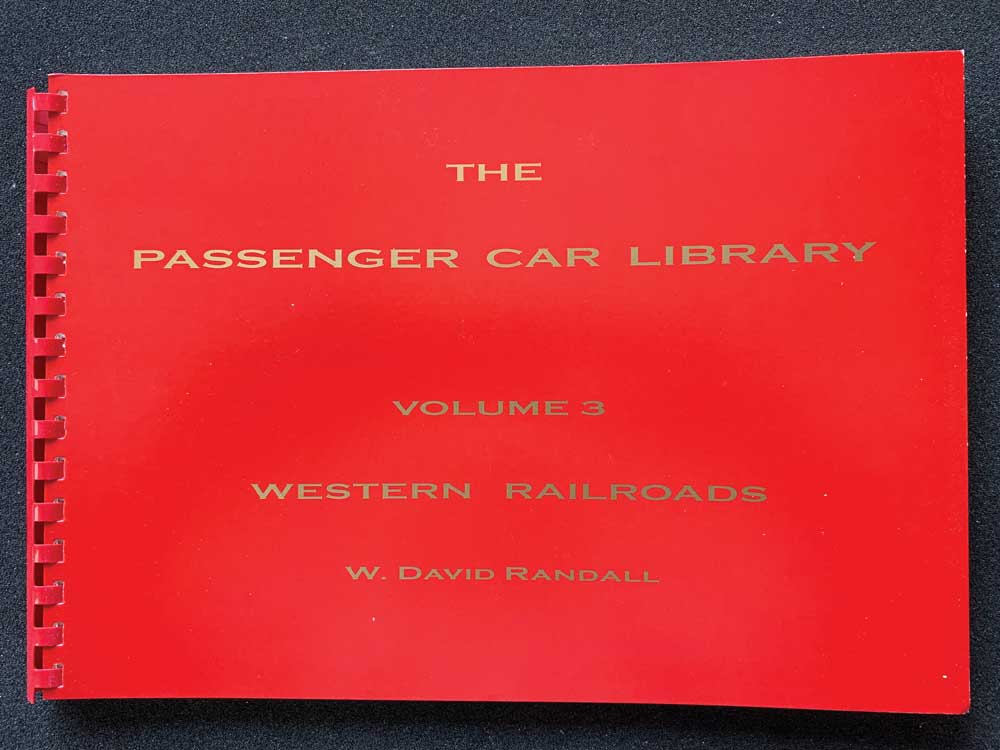 THE
PASSENGER CAR LIBRARY
VOLUME 3
WESTERN RAILROADS
W. DAVID RANDALL